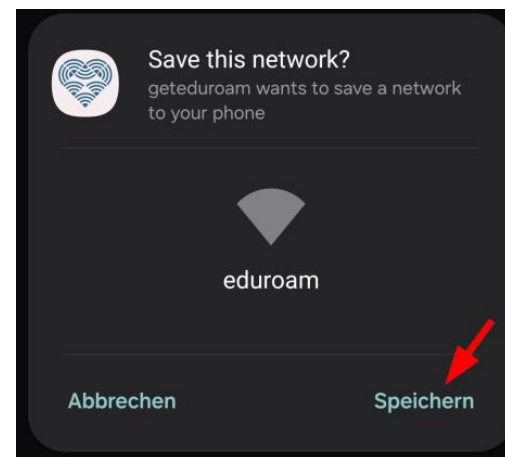 Save this network?
geteduroam wants to save a network
to your phone
eduroam
Abbrechen
Speichern